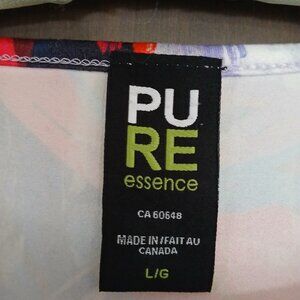 PU
RE
essence
CA 60648
MADE IN/FAIT AU
CANADA
L/G